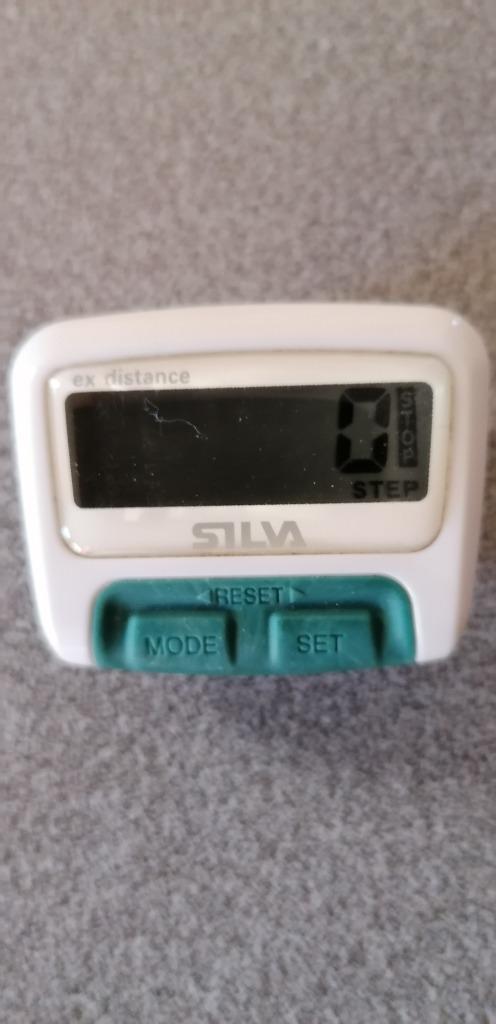 ex distance
0 STOP
STEP
SILVA
RESET
MODE SET